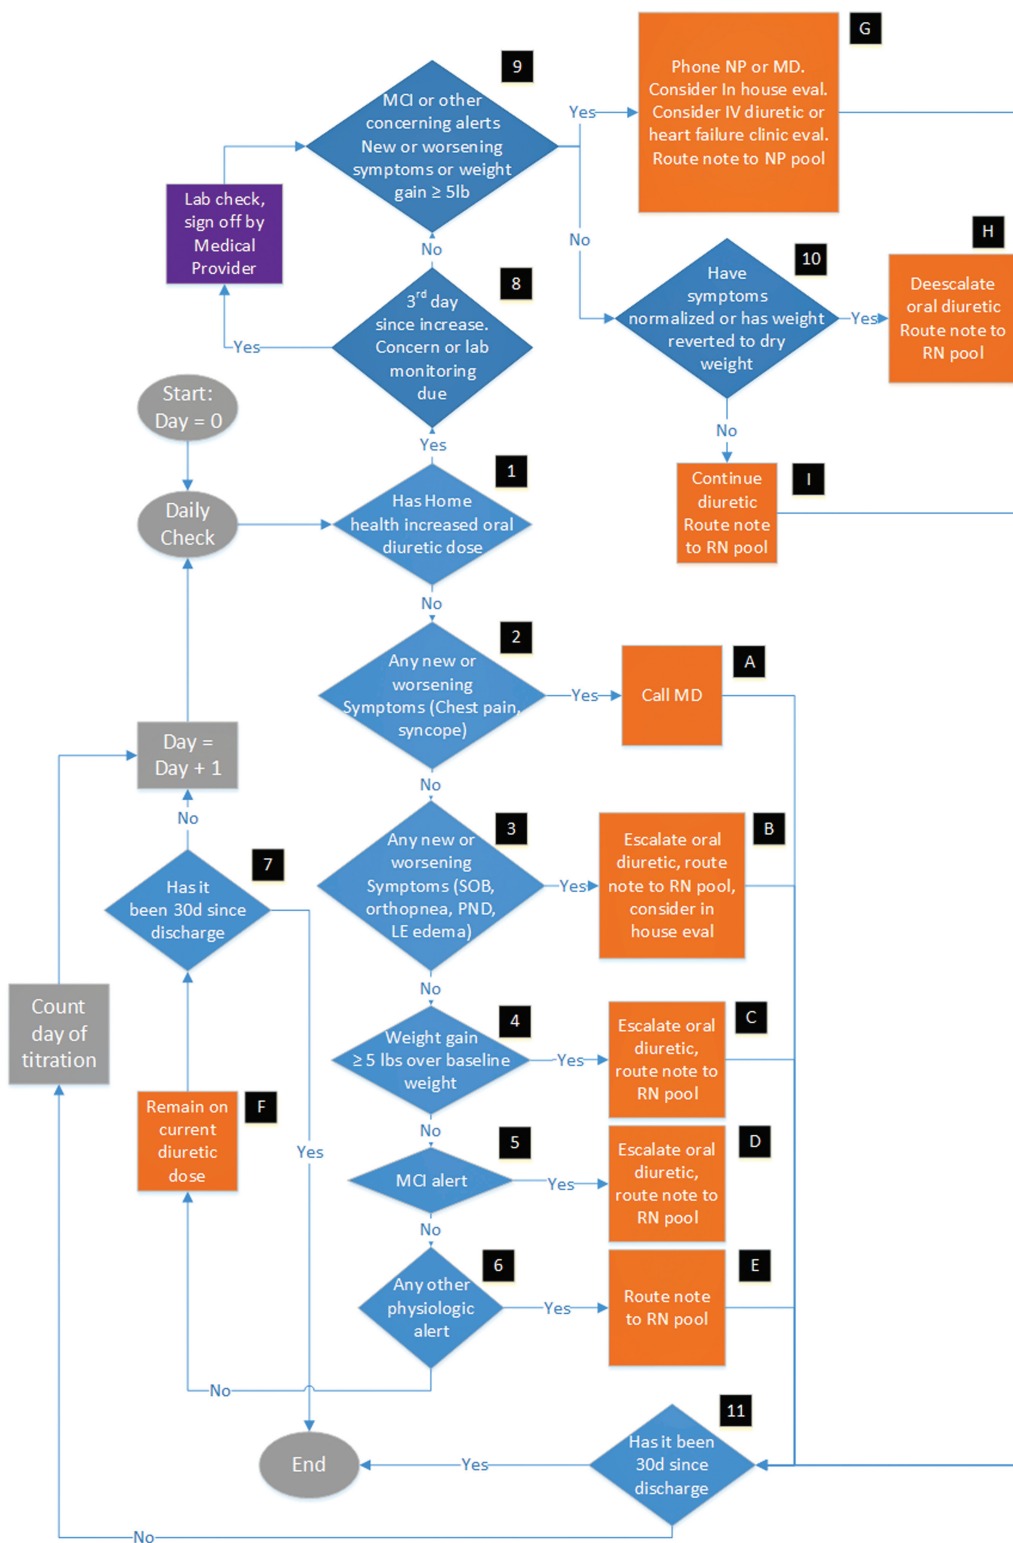 G
Phone NP or MD.
Consider In house eval.
Consider IV diuretic or
heart failure clinic eval.
Route note to NP pool
9
MCI or other
concerning alerts
New or worsening
symptoms or weight
gain ≥ 5lb
Yes
No
Lab check,
sign off by
Medical
Provider
No
8
3rd day
since increase.
Concern or lab
monitoring
due
Yes
10
Have
symptoms
normalized or has weight
reverted to dry
weight
Yes
H
Deescalate
oral diuretic
Route note to
RN pool
No
I
Continue
diuretic
Route note
to RN pool
Start:
Day = 0
Daily
Check
Yes
1
Has Home
health increased oral
diuretic dose
No
2
Any new or
worsening
Symptoms (Chest pain,
syncope)
Yes
A
Call MD
No
Day =
Day + 1
No
3
Any new or
worsening
Symptoms (SOB,
orthopnea, PND,
LE edema)
Yes
B
Escalate oral
diuretic, route
note to RN pool,
consider in
house eval
7
Has it
been 30d since
discharge
No
Count
day of
titration
4
Weight gain
≥ 5 lbs over baseline
weight
Yes
C
Escalate oral
diuretic,
route note to
RN pool
F
Remain on
current
diuretic
dose
Yes
No
5
MCI alert
Yes
D
Escalate oral
diuretic,
route note to
RN pool
No
6
Any other
physiologic
alert
Yes
E
Route note
to RN pool
No
11
Has it been
30d since
discharge
Yes
End
No